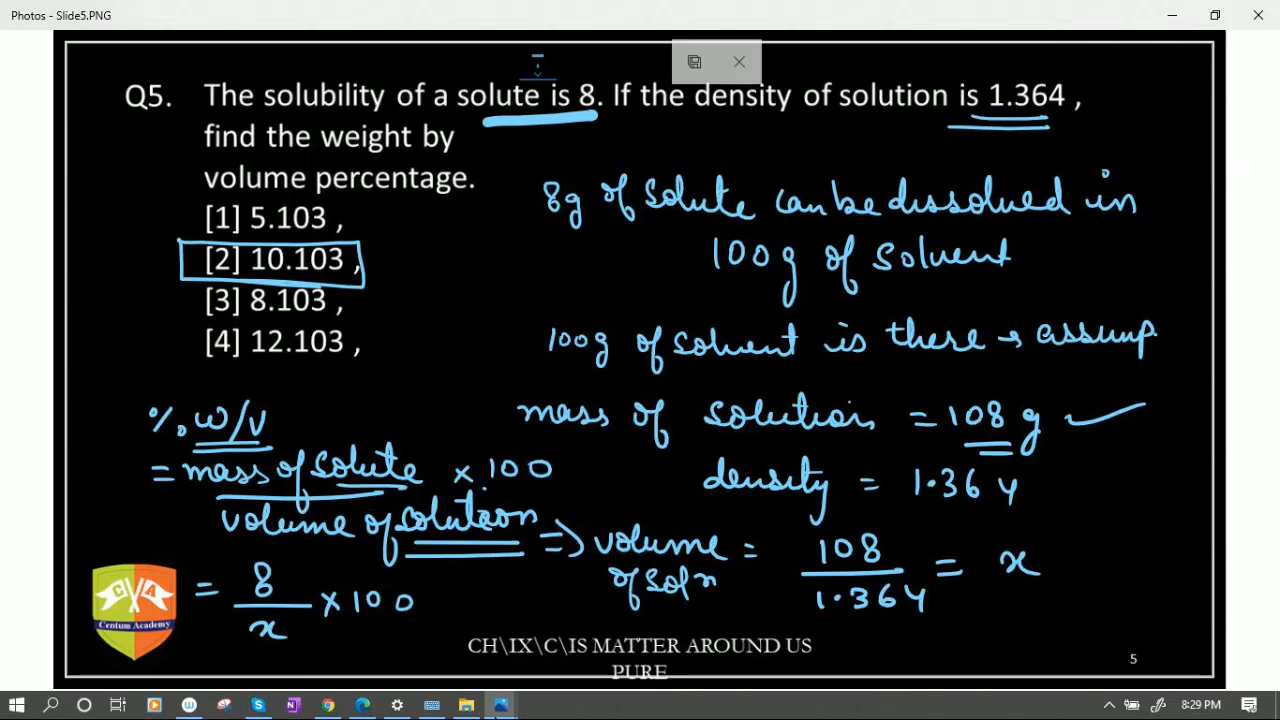 Photos - Slide5.PNG
Q5. The solubility of a solute is 8. If the density of solution is 1.364 ,
find the weight by
volume percentage.
[1] 5.103 ,
[2] 10.103 ,
[3] 8.103 ,
[4] 12.103 ,
8g of solute can be dissolved in
100g of solvent
100g of solvent is there → assump
mass of solution = 108 g
density = 1.364
% w/v
= mass of solute × 100
volume of solution
⇒ volume of soln = 108 / 1.364 = x
= 8 / x × 100
Centum Academy
CH\IX\C\IS MATTER AROUND US
PURE
5
8:29 PM